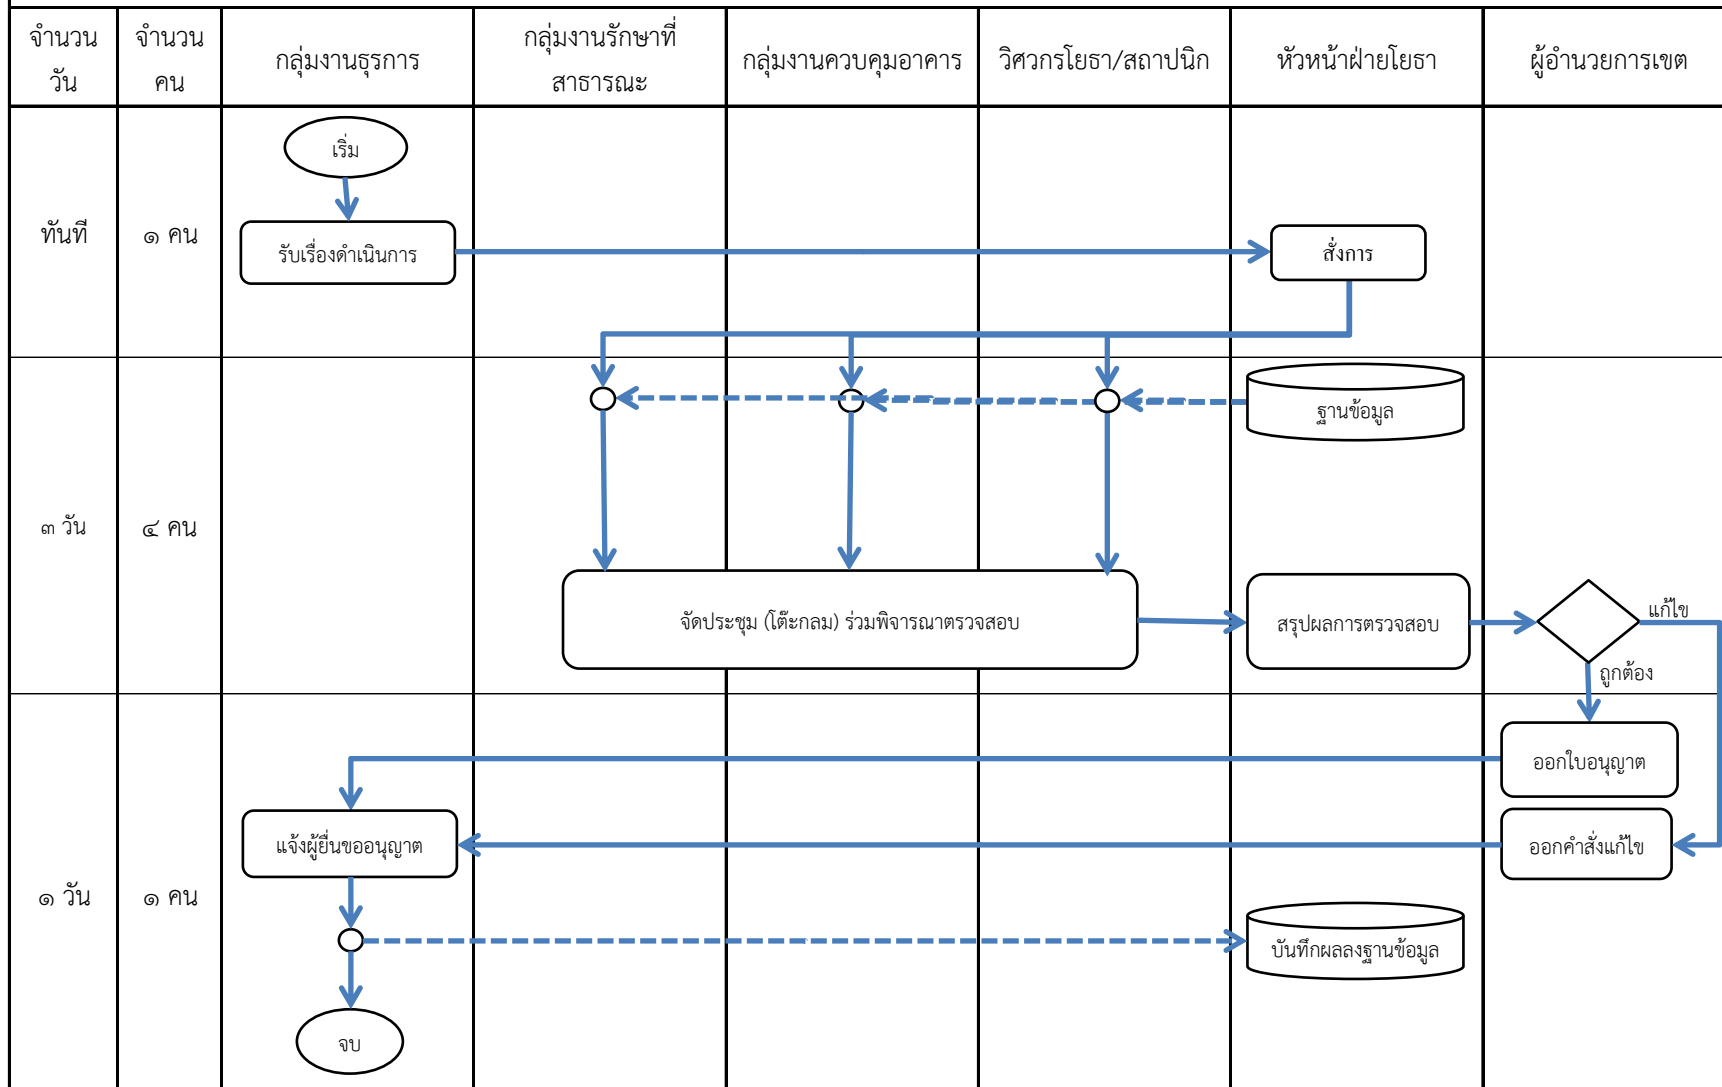 จำนวน
วัน
จำนวน
คน
กลุ่มงานธุรการ
กลุ่มงานรักษาที่
สาธารณะ
กลุ่มงานควบคุมอาคาร
วิศวกรโยธา/สถาปนิก
หัวหน้าฝ่ายโยธา
ผู้อำนวยการเขต
เริ่ม
ทันที
๑ คน
รับเรื่องดำเนินการ
สั่งการ
ฐานข้อมูล
๓ วัน
๔ คน
จัดประชุม (โต๊ะกลม) ร่วมพิจารณาตรวจสอบ
สรุปผลการตรวจสอบ
แก้ไข
ถูกต้อง
ออกใบอนุญาต
แจ้งผู้ยื่นขออนุญาต
ออกคำสั่งแก้ไข
๑ วัน
๑ คน
บันทึกผลลงฐานข้อมูล
จบ